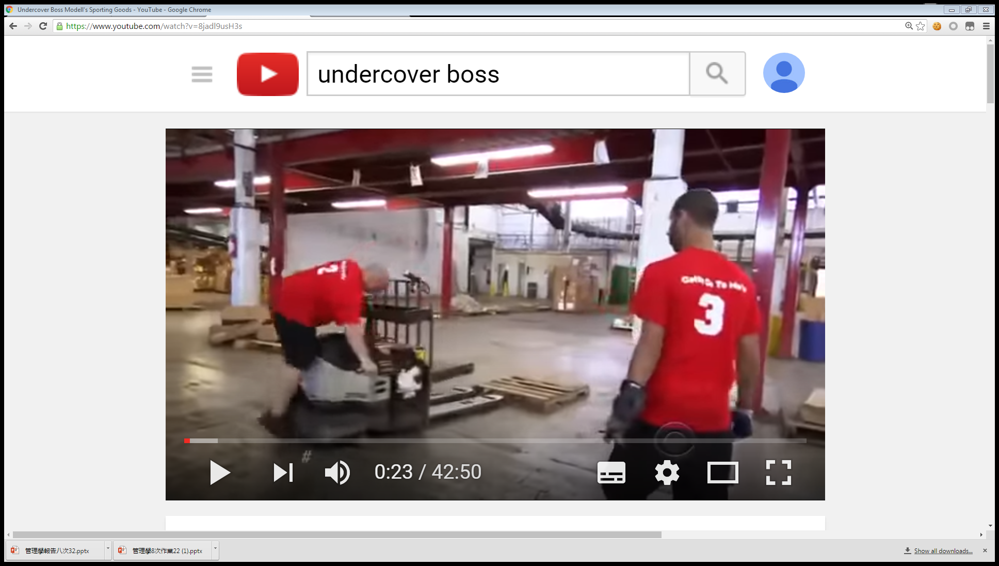 Undercover Boss Modell's Sporting Goods - YouTube - Google Chrome
https://www.youtube.com/watch?v=8jadl9usH3s
undercover boss
2
Gotta Go To Mo's
3
#
0:23 / 42:50
管理學報告八次32.pptx
管理學8次作業22 (1).pptx
Show all downloads...